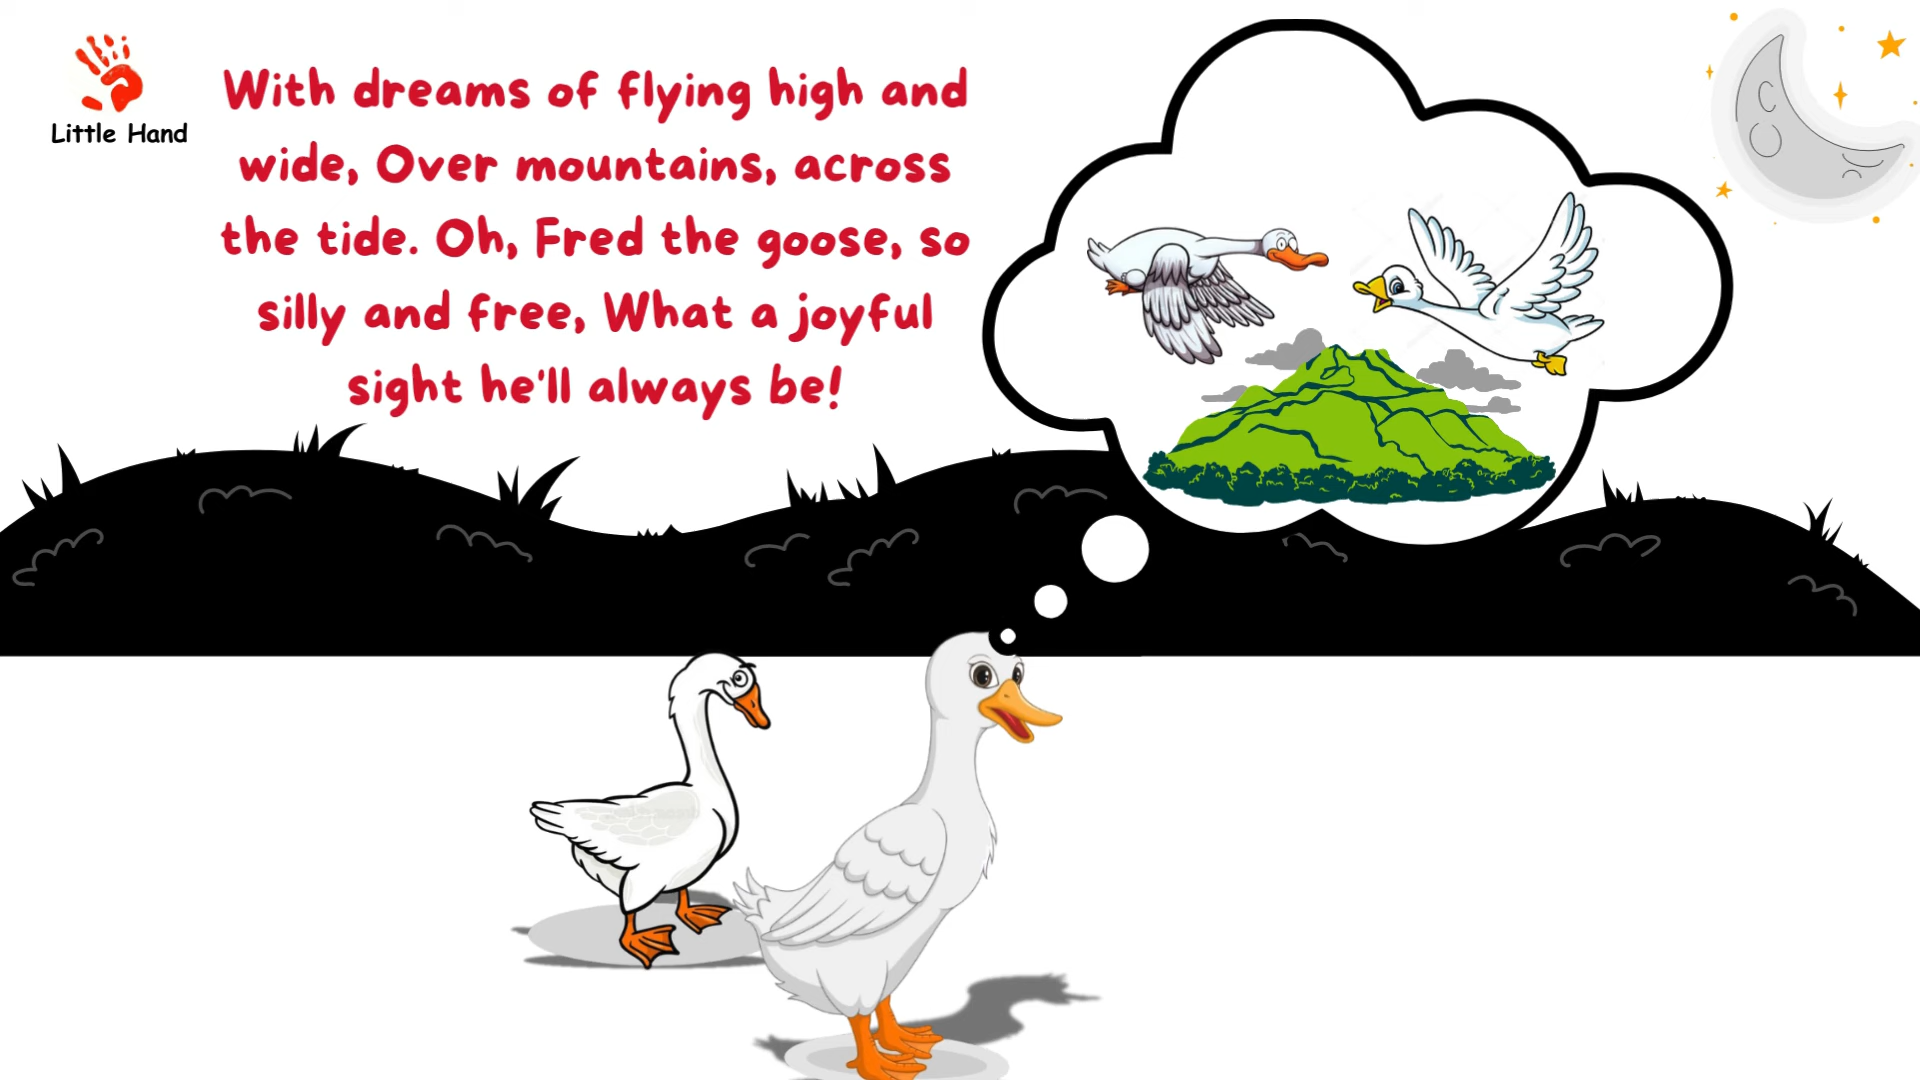 Little Hand
With dreams of flying high and
wide, Over mountains, across
the tide. Oh, Fred the goose, so
silly and free, What a joyful
sight he'll always be!